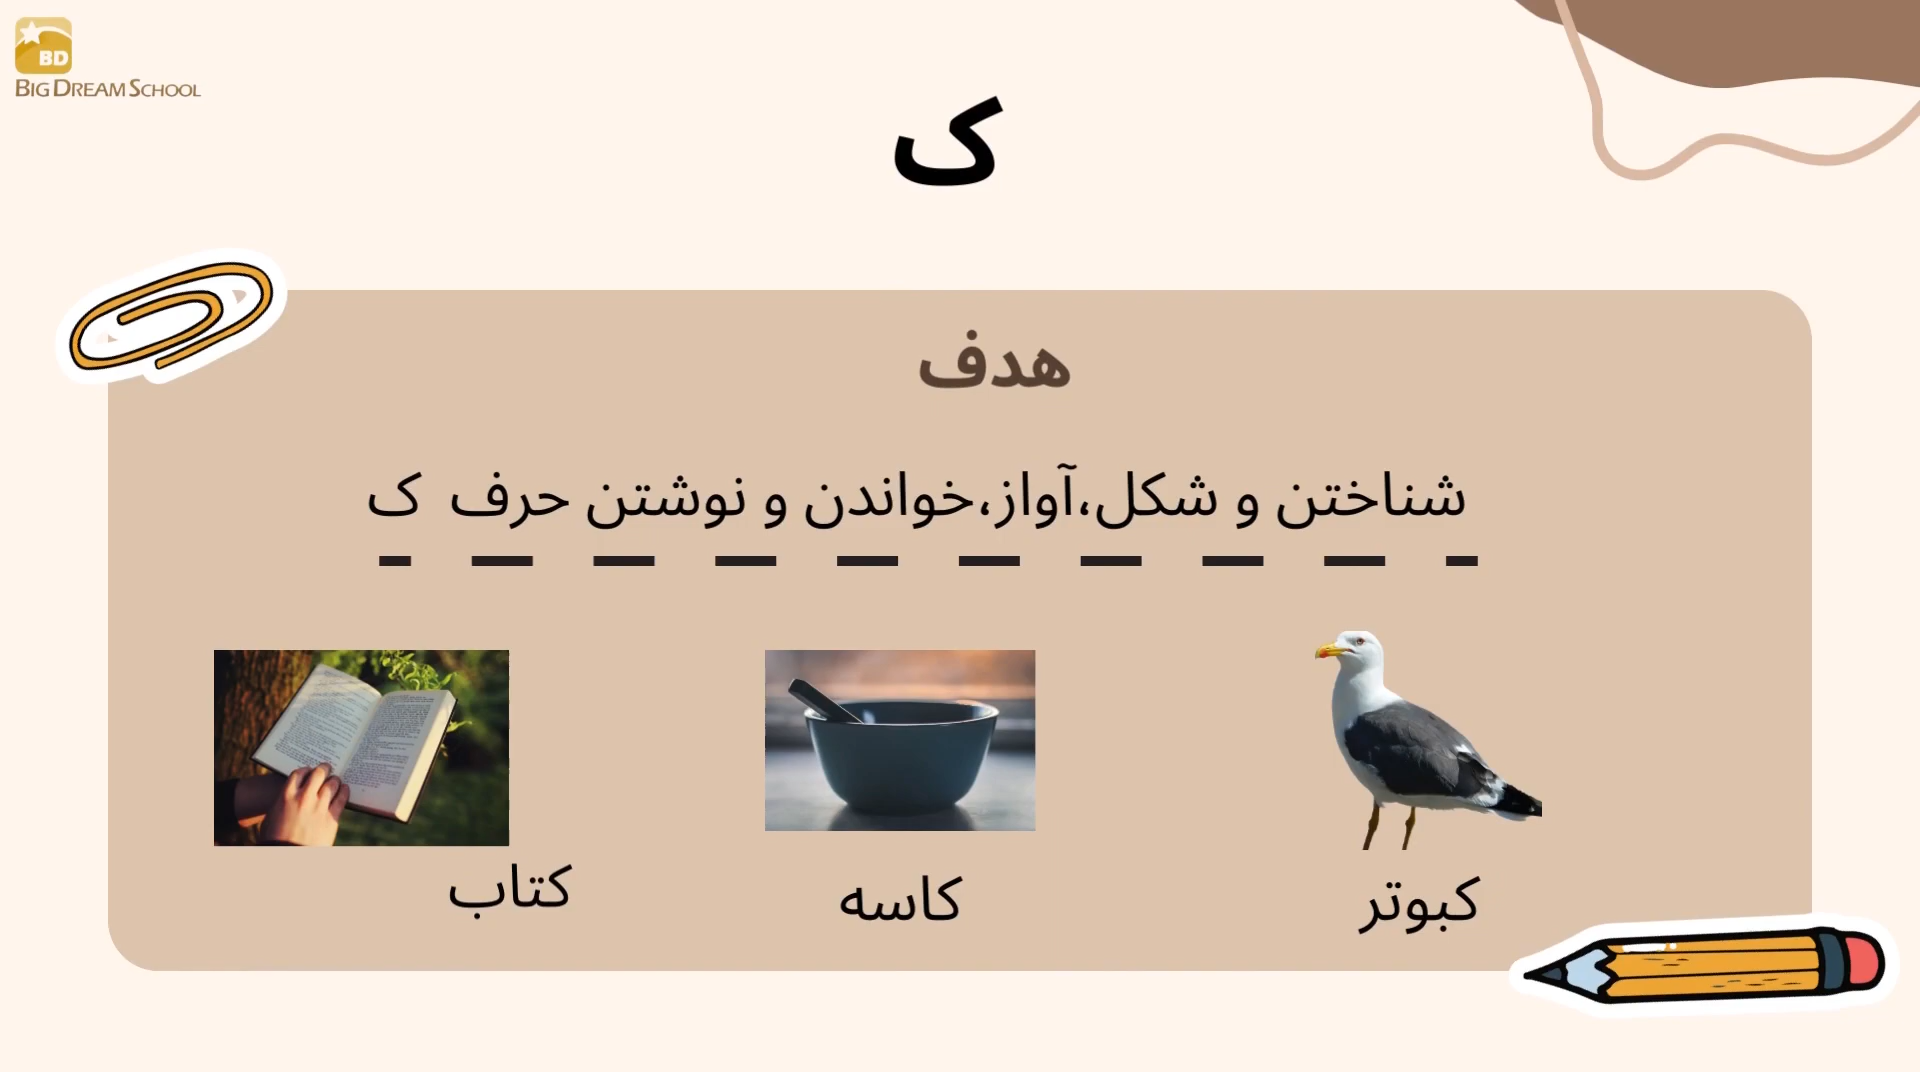 BD
BIG DREAM SCHOOL
ک
هدف
شناختن و شکل،آواز،خواندن و نوشتن حرف ک
کبوتر
کاسه
کتاب